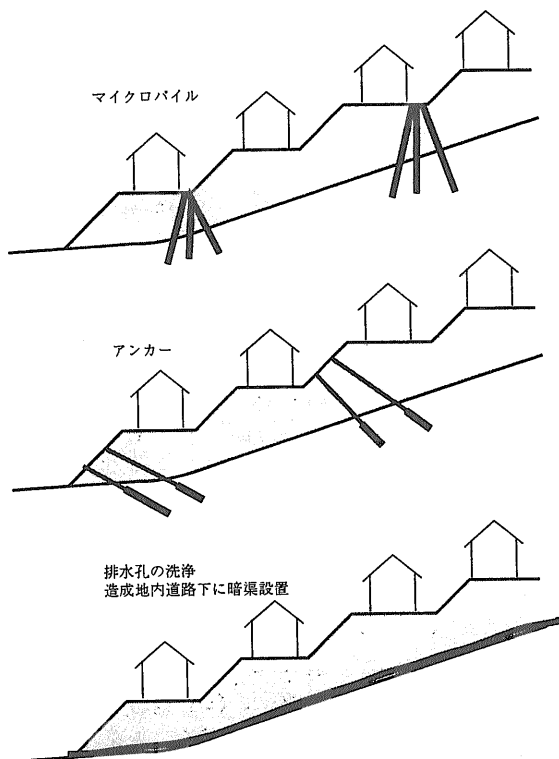 マイクロパイル
アンカー
排水孔の洗浄
造成地内道路下に暗渠設置